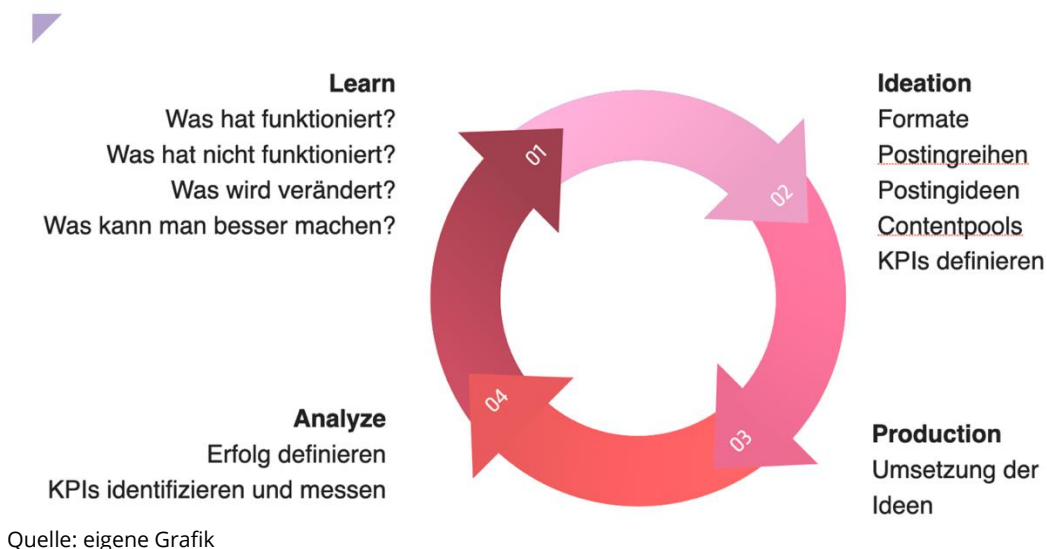 Learn
Was hat funktioniert?
Was hat nicht funktioniert?
Was wird verändert?
Was kann man besser machen?
01
Ideation
Formate
Postingreihen
Postingideen
Contentpools
KPIs definieren
02
Production
Umsetzung der
Ideen
03
Analyze
Erfolg definieren
KPIs identifizieren und messen
04
Quelle: eigene Grafik